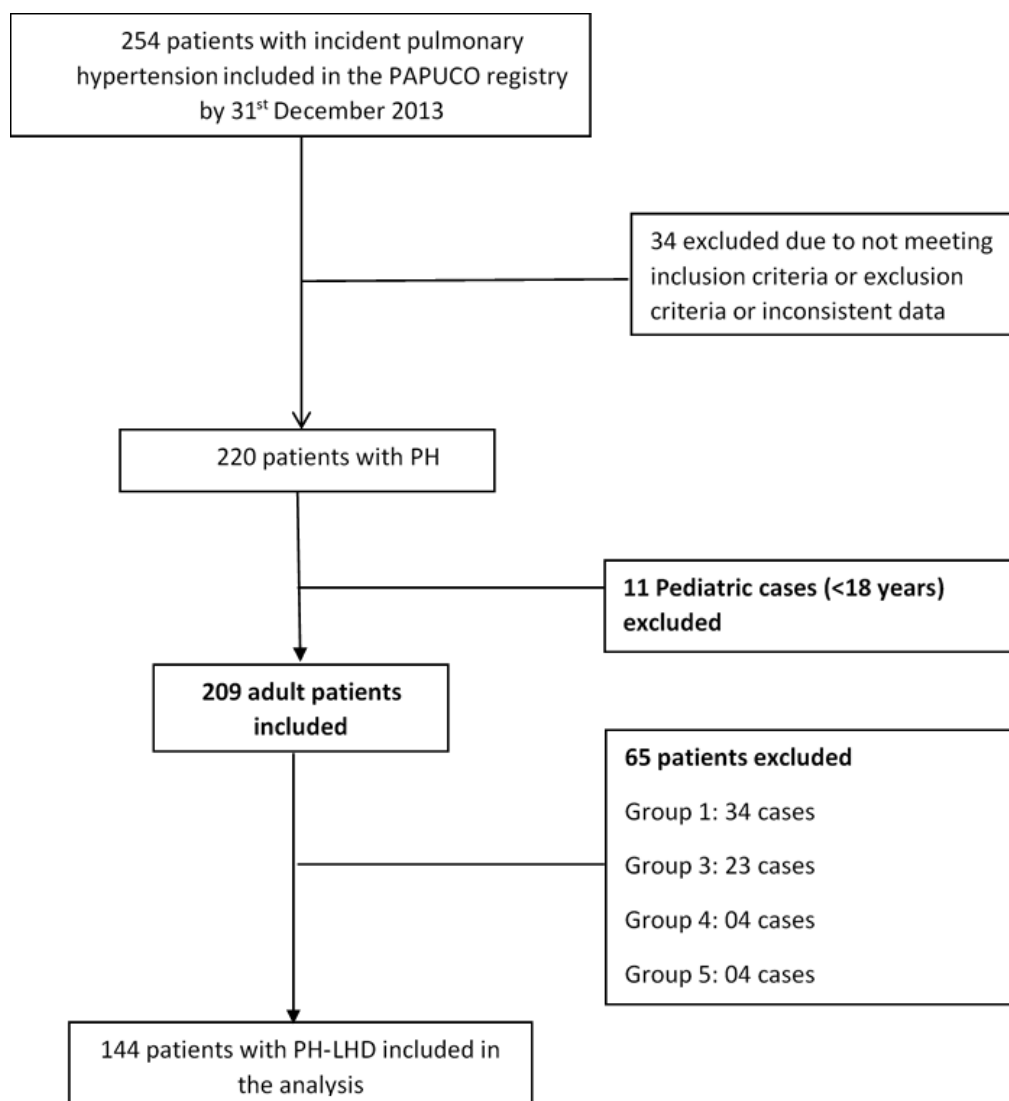 254 patients with incident pulmonary
hypertension included in the PAPUCO registry
by 31st December 2013
34 excluded due to not meeting
inclusion criteria or exclusion
criteria or inconsistent data
220 patients with PH
11 Pediatric cases (<18 years)
excluded
209 adult patients
included
65 patients excluded
Group 1: 34 cases
Group 3: 23 cases
Group 4: 04 cases
Group 5: 04 cases
144 patients with PH-LHD included in
the analysis